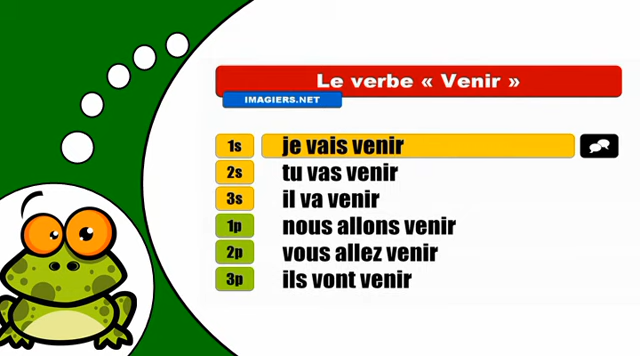 Le verbe « Venir »
IMAGIERS.NET
1s je vais venir
2s tu vas venir
3s il va venir
1p nous allons venir
2p vous allez venir
3p ils vont venir